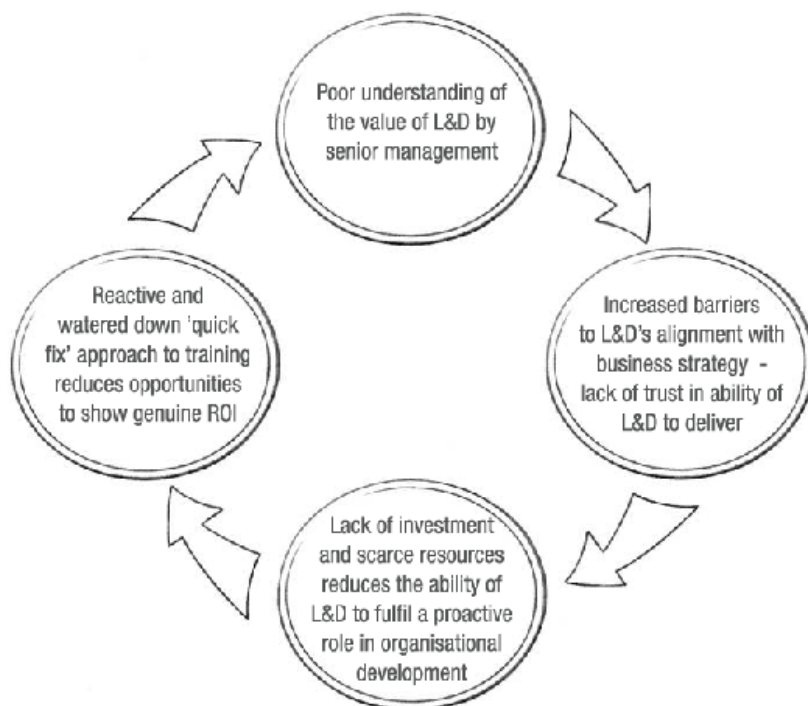 Poor understanding of
the value of L&D by
senior management
Increased barriers
to L&D's alignment with
business strategy -
lack of trust in ability of
L&D to deliver
Lack of investment
and scarce resources
reduces the ability of
L&D to fulfil a proactive
role in organisational
development
Reactive and
watered down 'quick
fix' approach to training
reduces opportunities
to show genuine ROI